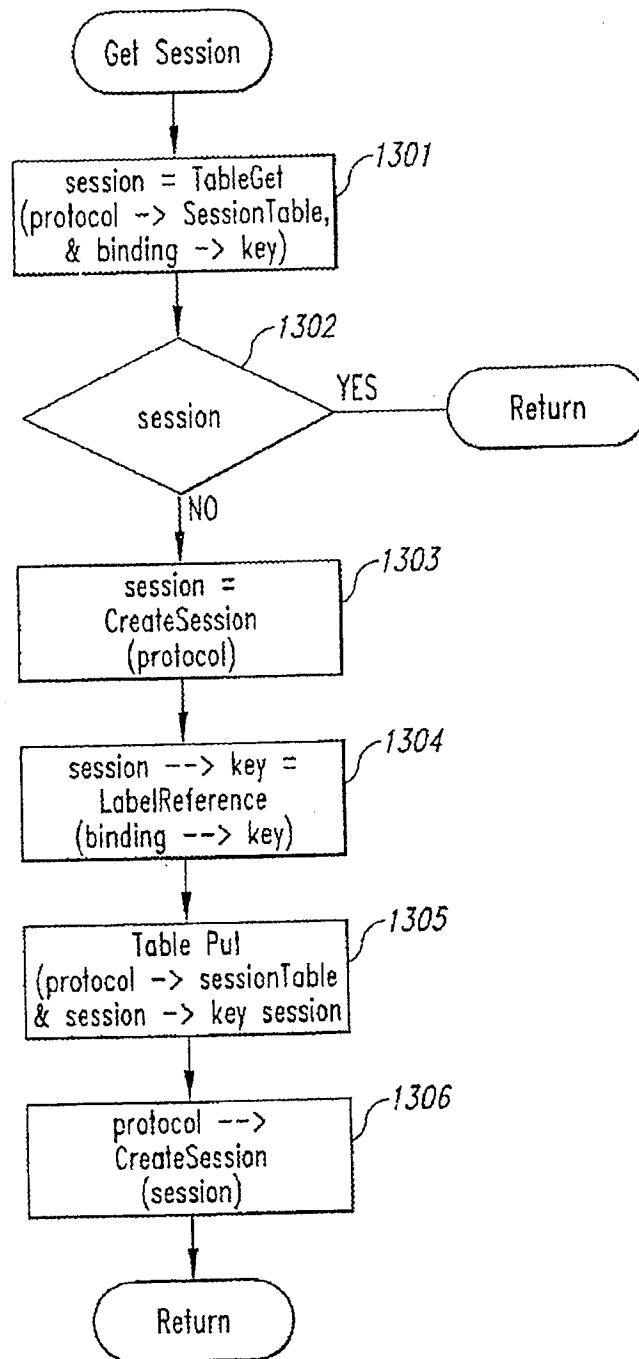 Get Session
1301
session = TableGet
(protocol -> SessionTable,
& binding -> key)
1302
session
YES
Return
NO
1303
session =
CreateSession
(protocol)
1304
session --> key =
LabelReference
(binding --> key)
1305
Table Put
(protocol -> sessionTable
& session -> key session
1306
protocol -->
CreateSession
(session)
Return